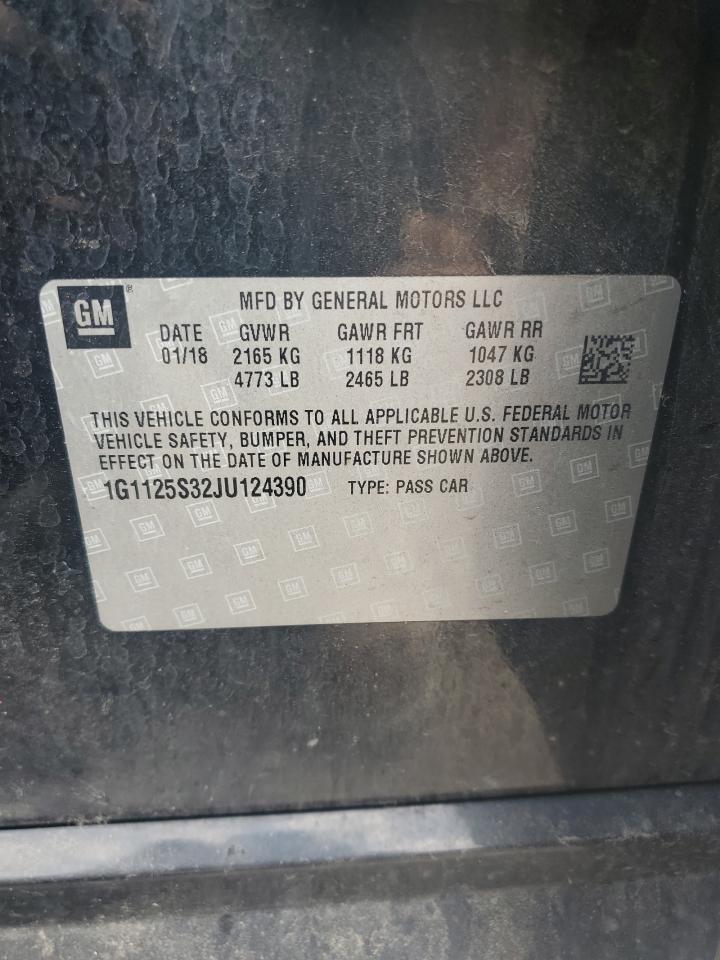 GM ® MFD BY GENERAL MOTORS LLC
DATE GVWR GAWR FRT GAWR RR
01/18 2165 KG 1118 KG 1047 KG
4773 LB 2465 LB 2308 LB
THIS VEHICLE CONFORMS TO ALL APPLICABLE U.S. FEDERAL MOTOR
VEHICLE SAFETY, BUMPER, AND THEFT PREVENTION STANDARDS IN
EFFECT ON THE DATE OF MANUFACTURE SHOWN ABOVE.
1G1125S32JU124390 TYPE: PASS CAR